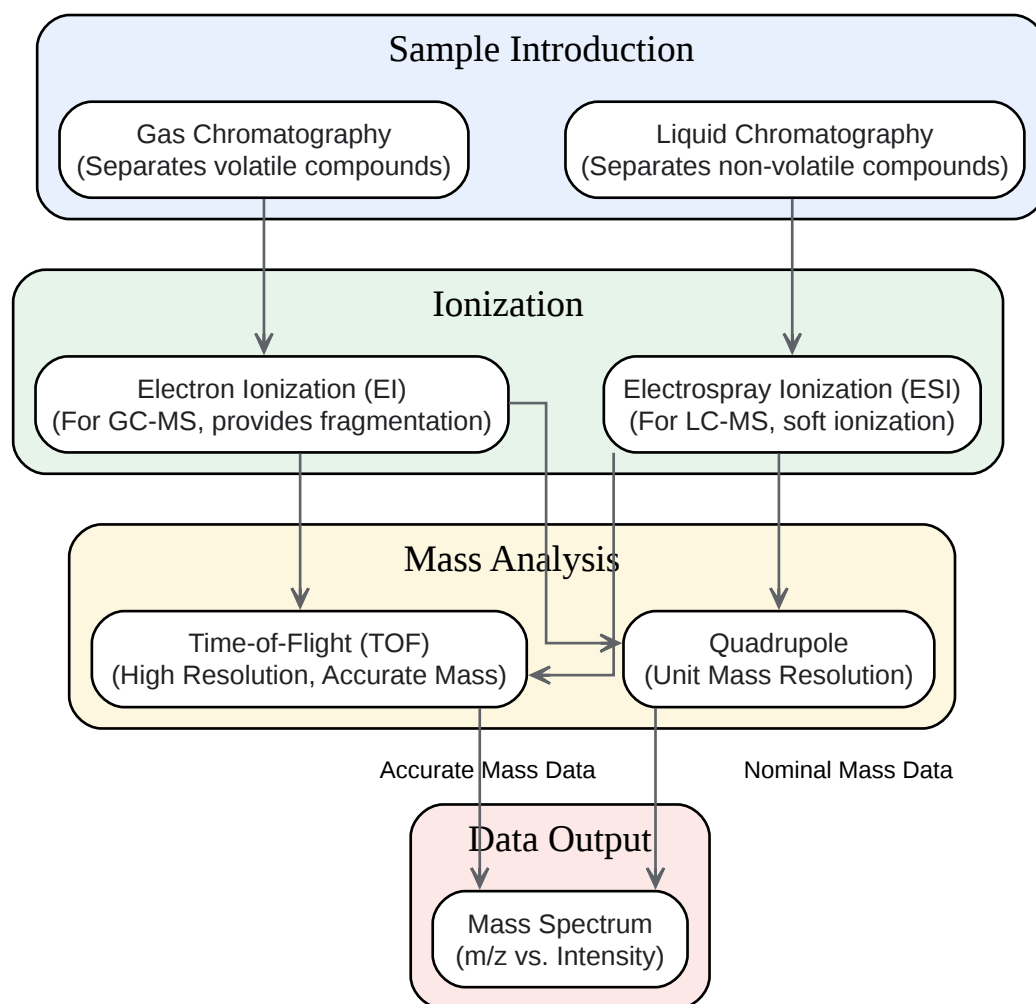 Sample Introduction
Gas Chromatography
(Separates volatile compounds)
Liquid Chromatography
(Separates non-volatile compounds)
Ionization
Electron Ionization (EI)
(For GC-MS, provides fragmentation)
Electrospray Ionization (ESI)
(For LC-MS, soft ionization)
Mass Analysis
Time-of-Flight (TOF)
(High Resolution, Accurate Mass)
Quadrupole
(Unit Mass Resolution)
Accurate Mass Data
Nominal Mass Data
Data Output
Mass Spectrum
(m/z vs. Intensity)